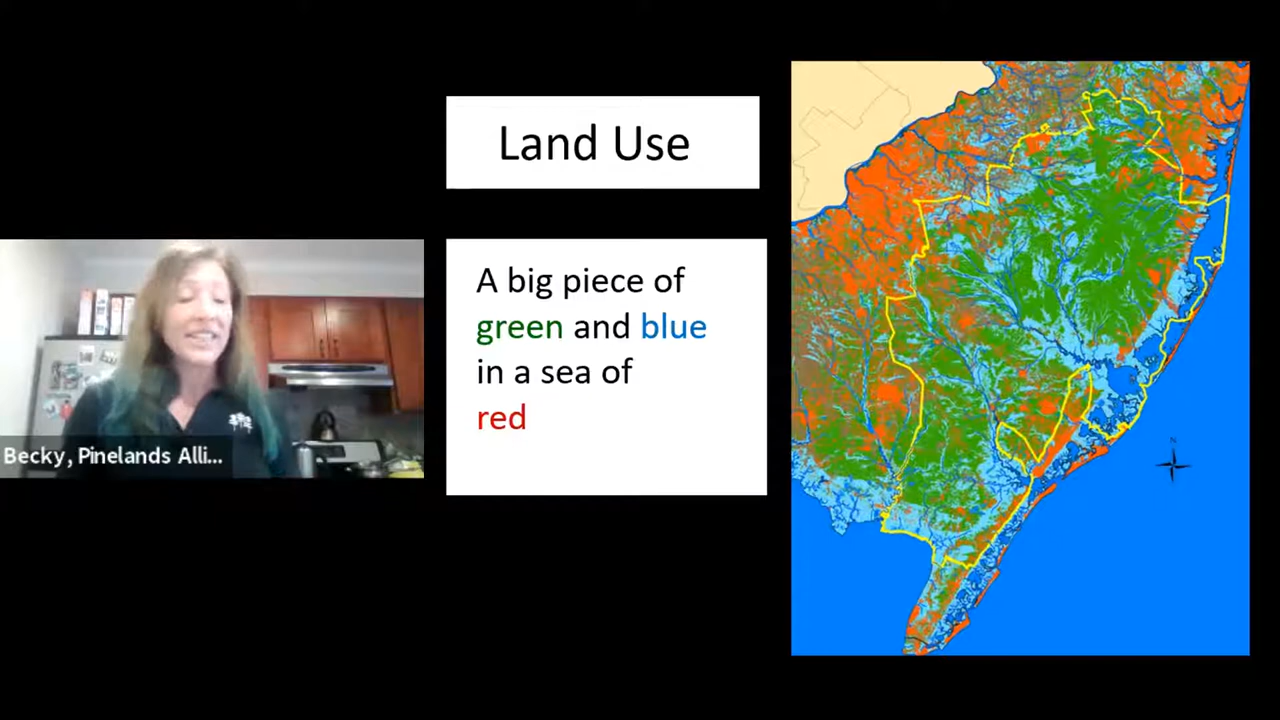 Land Use
A big piece of
green and blue
in a sea of
red
Becky, Pinelands Alli...
N